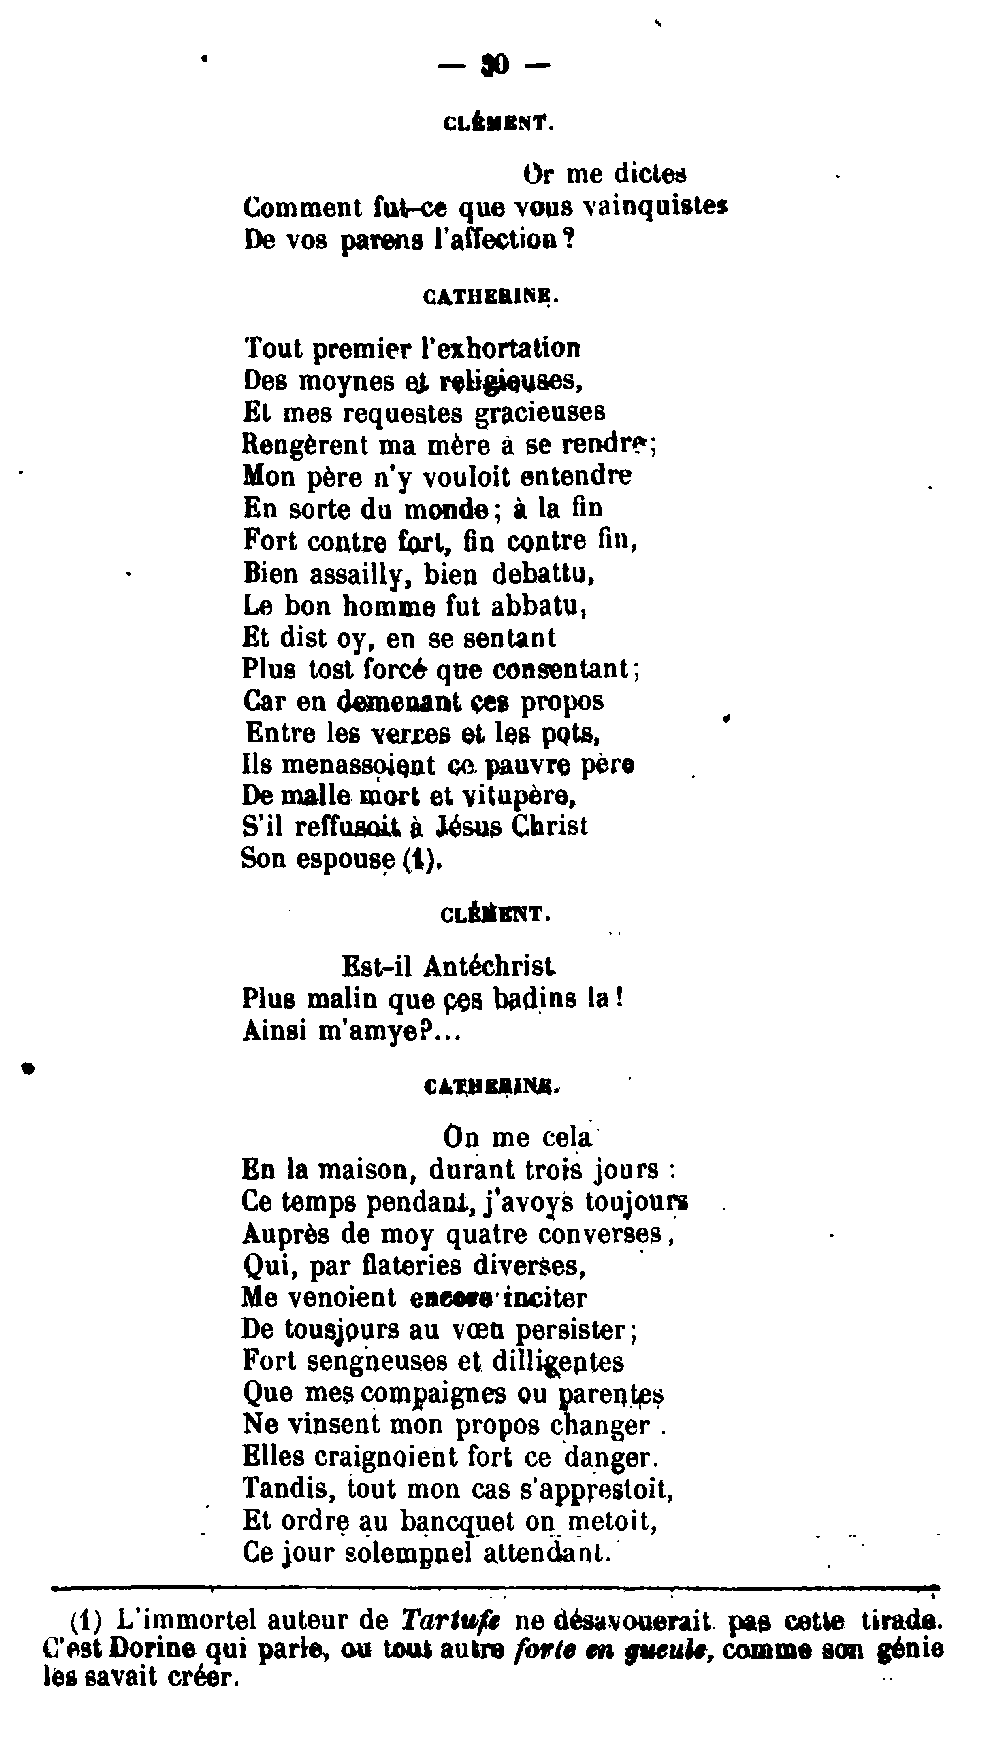 — 30 —
CLÉMENT.
Or me dictes
Comment fut-ce que vous vainquistes
De vos parens l'affection?
CATHERINE.
Tout premier l'exhortation
Des moynes et religieuses,
Et mes requestes gracieuses
Rengèrent ma mère à se rendre;
Mon père n'y vouloit entendre
En sorte du monde; à la fin
Fort contre fort, fin contre fin,
Bien assailly, bien debattu,
Le bon homme fut abbatu,
Et dist oy, en se sentant
Plus tost forcé que consentant;
Car en demenant ces propos
Entre les verres et les pots,
Ils menassoient ce pauvre père
De malle mort et vitupère,
S'il reffusoit à Jésus Christ
Son espouse (1).
CLÉMENT.
Est-il Antéchrist
Plus malin que ces badins la!
Ainsi m'amye?...
CATHERINE.
On me cela
En la maison, durant trois jours :
Ce temps pendant, j'avoys toujours
Auprès de moy quatre converses,
Qui, par flateries diverses,
Me venoient encore inciter
De tousjours au vœu persister;
Fort sengneuses et dilligentes
Que mes compaignes ou parentes
Ne vinsent mon propos changer.
Elles craignoient fort ce danger.
Tandis, tout mon cas s'apprestoit,
Et ordre au bancquet on metoit,
Ce jour solempnel attendant.
(1) L'immortel auteur de Tartufe ne désavouerait pas cette tirade.
C'est Dorine qui parle, ou tout autre forte en gueule, comme son génie
les savait créer.